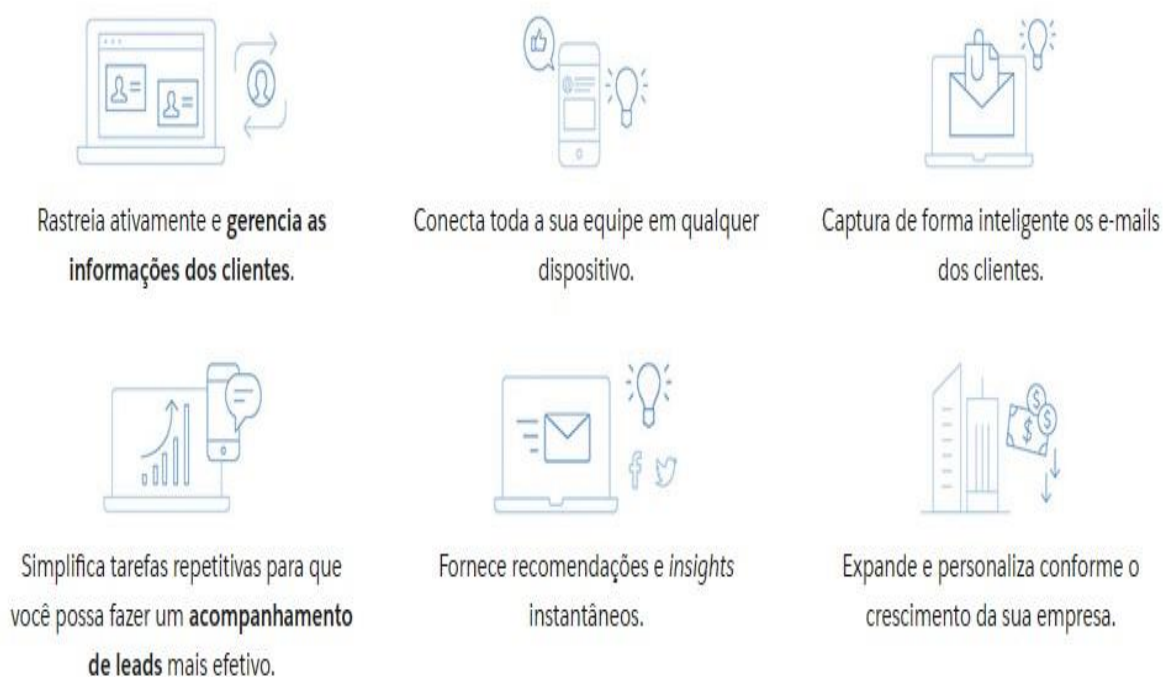 Rastreia ativamente e gerencia as
informações dos clientes.
Conecta toda a sua equipe em qualquer
dispositivo.
Captura de forma inteligente os e-mails
dos clientes.
Simplifica tarefas repetitivas para que
você possa fazer um acompanhamento
de leads mais efetivo.
Fornece recomendações e insights
instantâneos.
Expande e personaliza conforme o
crescimento da sua empresa.